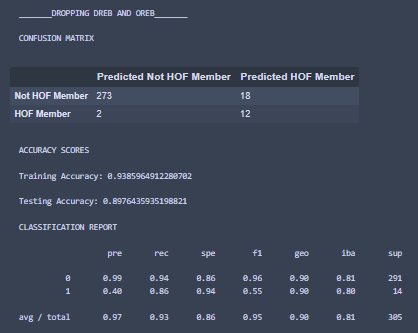 _______DROPPING DREB AND OREB_______
CONFUSION MATRIX
Predicted Not HOF Member Predicted HOF Member
Not HOF Member 273 18
HOF Member 2 12
ACCURACY SCORES
Training Accuracy: 0.9385964912280702
Testing Accuracy: 0.8976435935198821
CLASSIFICATION REPORT
pre rec spe f1 geo iba sup
0 0.99 0.94 0.86 0.96 0.90 0.81 291
1 0.40 0.86 0.94 0.55 0.90 0.80 14
avg / total 0.97 0.93 0.86 0.95 0.90 0.81 305